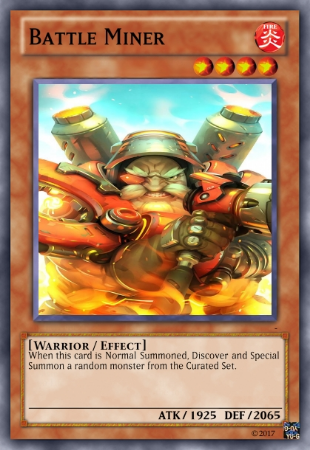 Battle Miner
FIRE
炎
[Warrior / Effect]
When this card is Normal Summoned, Discover and Special
Summon a random monster from the Curated Set.
ATK / 1925 DEF / 2065
©2017